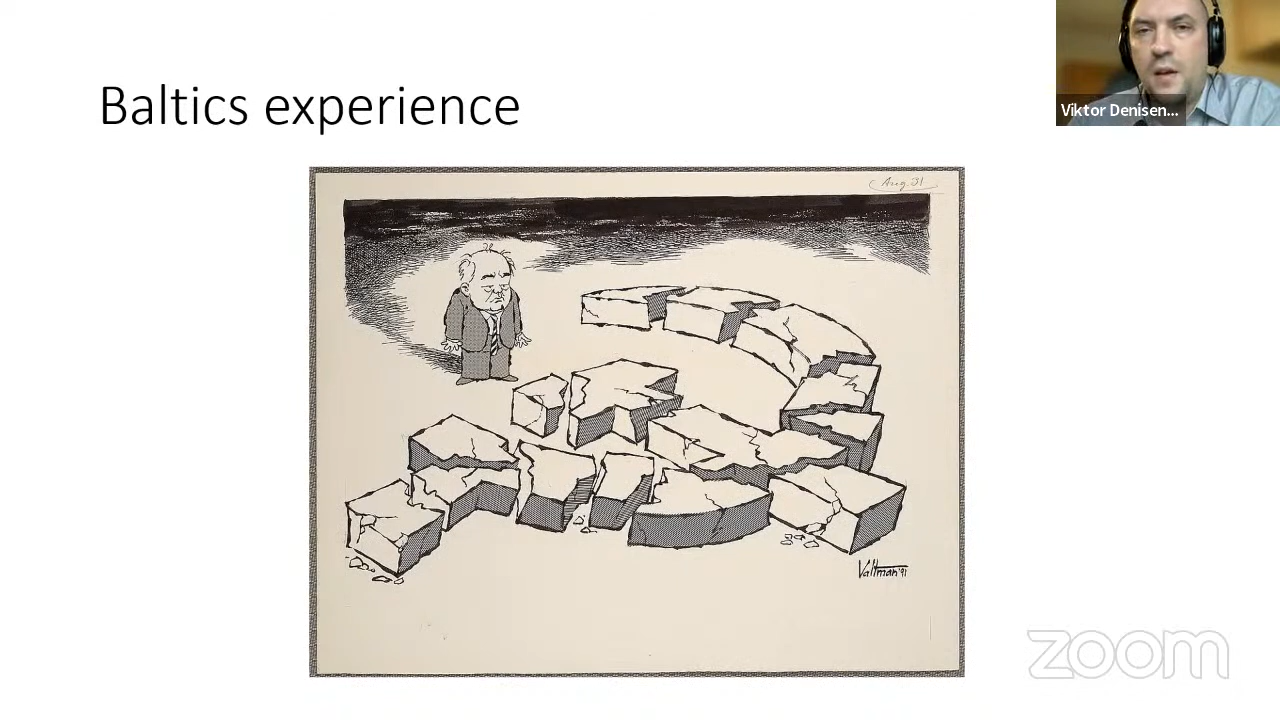 Baltics experience
Viktor Denisen...
Aug. 31
Valtman '91
zoom